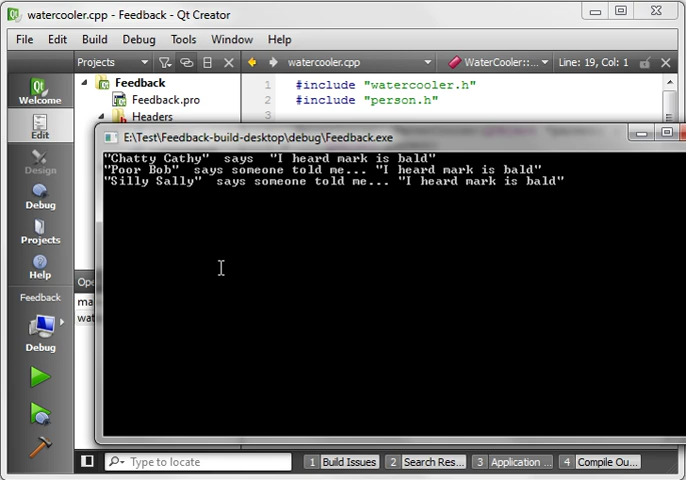 watercooler.cpp - Feedback - Qt Creator
File Edit Build Debug Tools Window Help
Projects watercooler.cpp WaterCooler::... Line: 19, Col: 1
Qt
Welcome
Edit
Design
Debug
Projects
Help
Feedback
Debug
Feedback
Feedback.pro
Headers
1 #include "watercooler.h"
2 #include "person.h"
3
E:\Test\Feedback-build-desktop\debug\Feedback.exe
"Chatty Cathy"  says  "I heard mark is bald"
"Poor Bob"  says someone told me... "I heard mark is bald"
"Silly Sally"  says someone told me... "I heard mark is bald"
Ope
ma
wat
Type to locate 1 Build Issues 2 Search Res... 3 Application ... 4 Compile Ou...